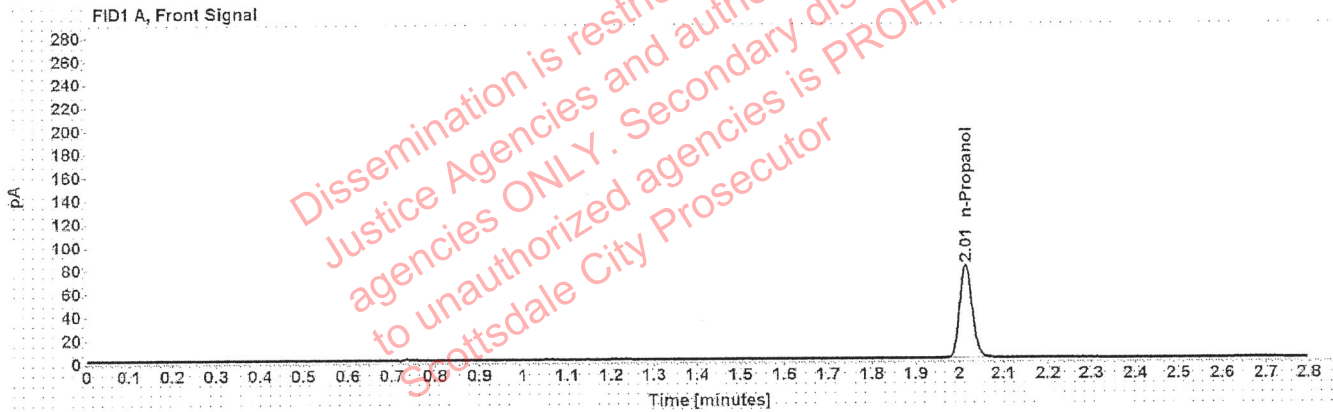 FID1 A, Front Signal
280
260
240
220
200
180
160
140
120
100
80
60
40
20
0
pA
2.01 n-Propanol
0 0.1 0.2 0.3 0.4 0.5 0.6 0.7 0.8 0.9 1 1.1 1.2 1.3 1.4 1.5 1.6 1.7 1.8 1.9 2 2.1 2.2 2.3 2.4 2.5 2.6 2.7 2.8
Time [minutes]
Dissemination is
Justice Agencies and
agencies ONLY. Secondary
to unauthorized agencies is
Scottsdale City Prosecutor